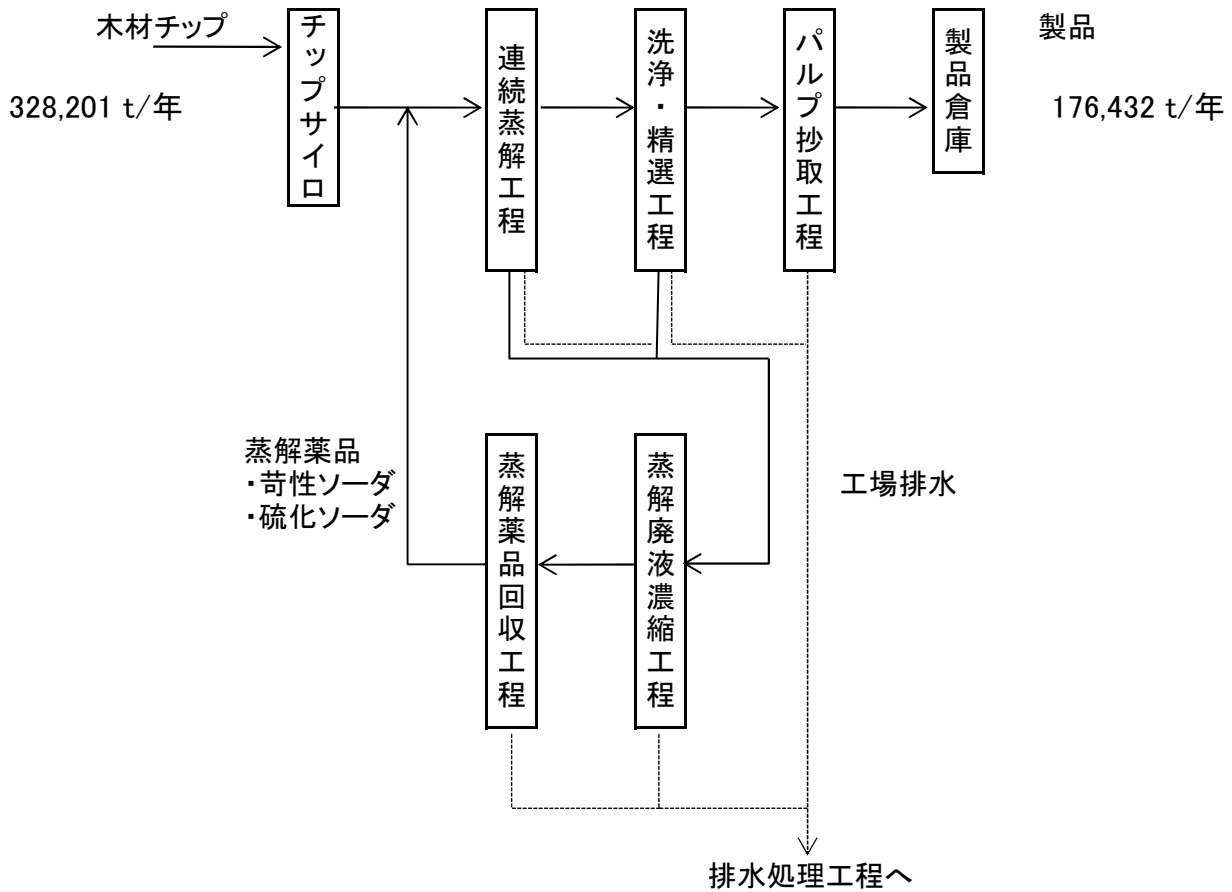 木材チップ
328,201 t/年
チップサイロ
連続蒸解工程
洗浄・精選工程
パルプ抄取工程
製品倉庫
製品
176,432 t/年
蒸解薬品
・苛性ソーダ
・硫化ソーダ
蒸解薬品回収工程
蒸解廃液濃縮工程
工場排水
排水処理工程へ